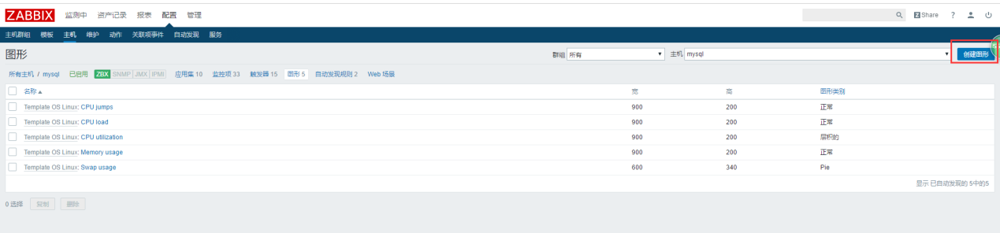 ZABBIX 监测中 资产记录 报表 配置 管理 Z Share ?
主机群组 模板 主机 维护 动作 关联项事件 自动发现 服务
图形 群组 所有 主机 mysql 创建图形
所有主机 / mysql 已启用 ZBX SNMP JMX IPMI 应用集 10 监控项 33 触发器 15 图形 5 自动发现规则 2 Web 场景
名称 宽 高 图形类别
Template OS Linux: CPU jumps 900 200 正常
Template OS Linux: CPU load 900 200 正常
Template OS Linux: CPU utilization 900 200 层积的
Template OS Linux: Memory usage 900 200 正常
Template OS Linux: Swap usage 600 340 Pie
显示 已自动发现的 5中的5
0 选择 复制 删除